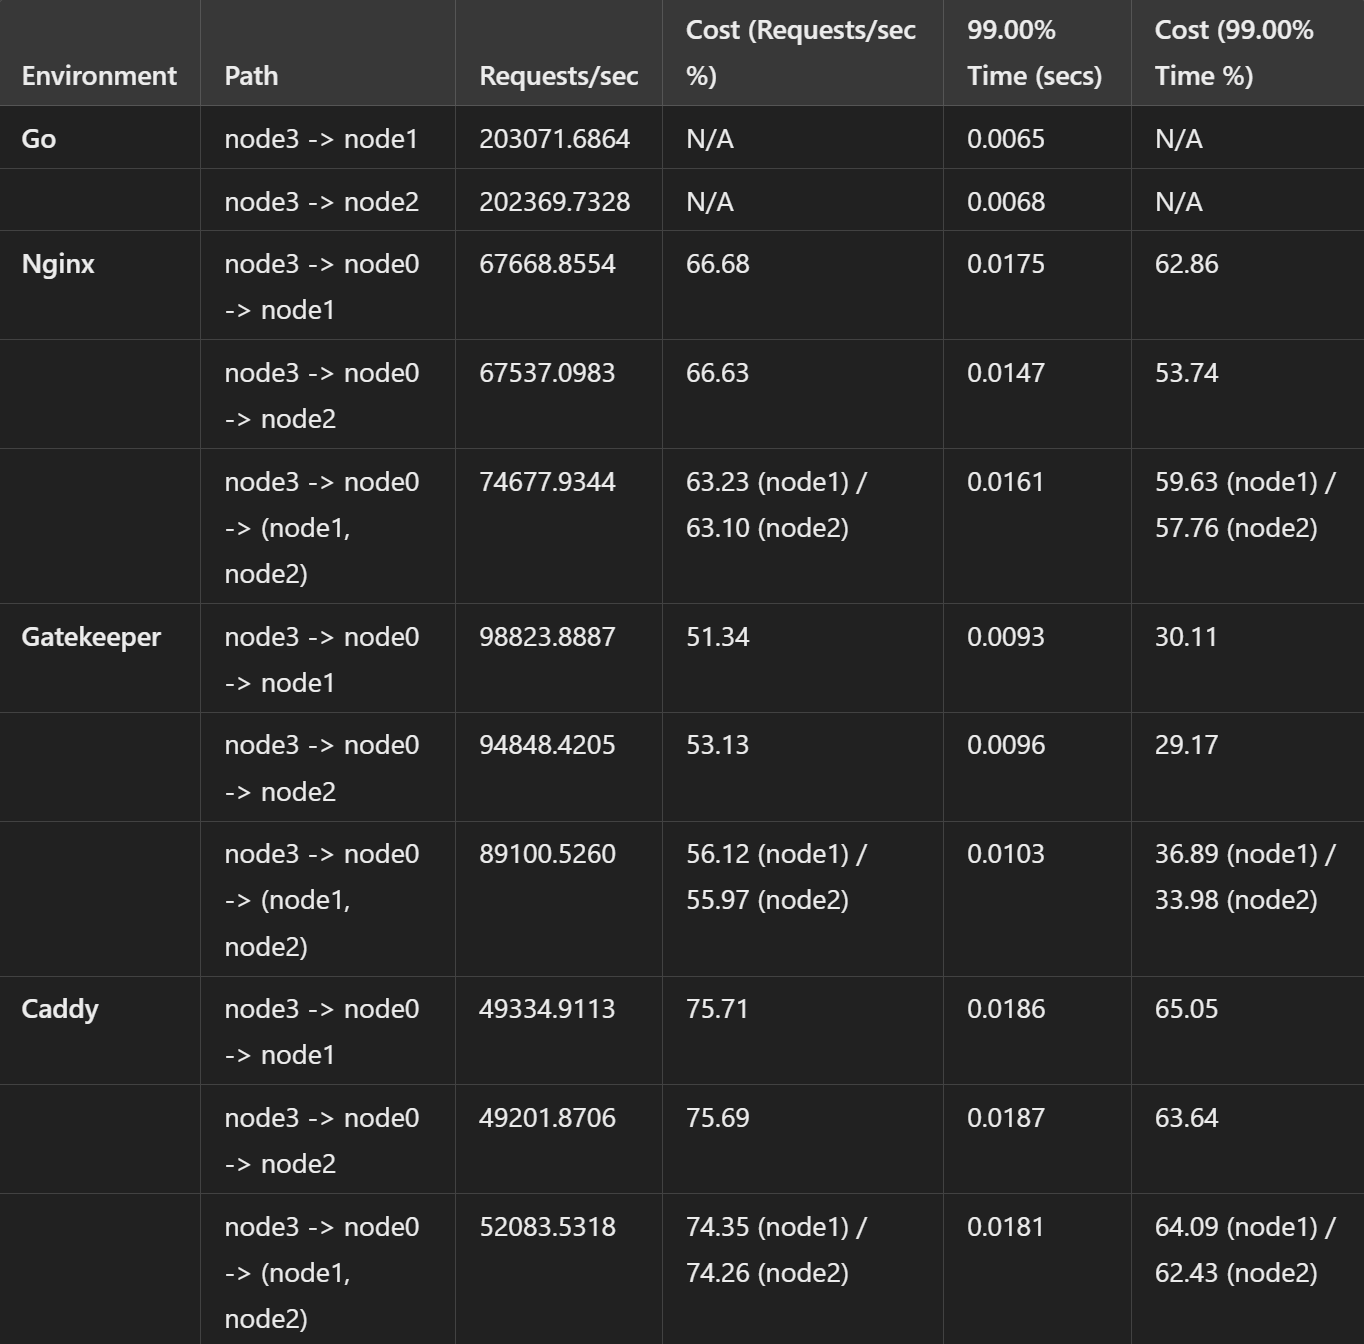 Environment Path Requests/sec Cost (Requests/sec %) 99.00% Time (secs) Cost (99.00% Time %)
Go node3 -> node1 203071.6864 N/A 0.0065 N/A
node3 -> node2 202369.7328 N/A 0.0068 N/A
Nginx node3 -> node0 -> node1 67668.8554 66.68 0.0175 62.86
node3 -> node0 -> node2 67537.0983 66.63 0.0147 53.74
node3 -> node0 -> (node1, node2) 74677.9344 63.23 (node1) / 63.10 (node2) 0.0161 59.63 (node1) / 57.76 (node2)
Gatekeeper node3 -> node0 -> node1 98823.8887 51.34 0.0093 30.11
node3 -> node0 -> node2 94848.4205 53.13 0.0096 29.17
node3 -> node0 -> (node1, node2) 89100.5260 56.12 (node1) / 55.97 (node2) 0.0103 36.89 (node1) / 33.98 (node2)
Caddy node3 -> node0 -> node1 49334.9113 75.71 0.0186 65.05
node3 -> node0 -> node2 49201.8706 75.69 0.0187 63.64
node3 -> node0 -> (node1, node2) 52083.5318 74.35 (node1) / 74.26 (node2) 0.0181 64.09 (node1) / 62.43 (node2)